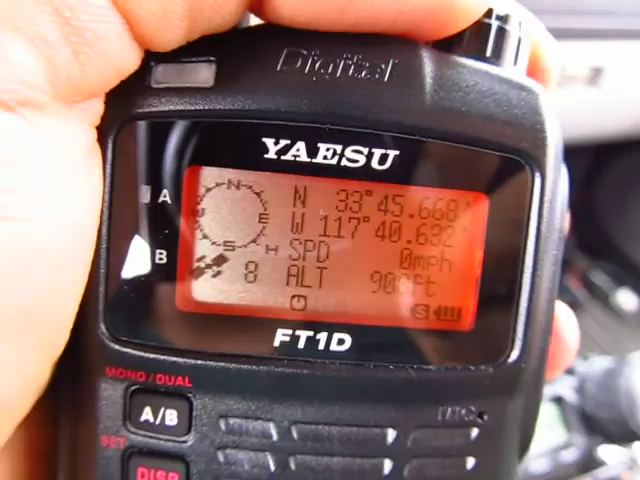 Digital
YAESU
A
B
N
E
S
W
H
8
N 33°45.668'
W 117°40.632'
SPD 0mph
ALT 900ft
S
FT1D
MONO/DUAL
A/B
SET
DISP